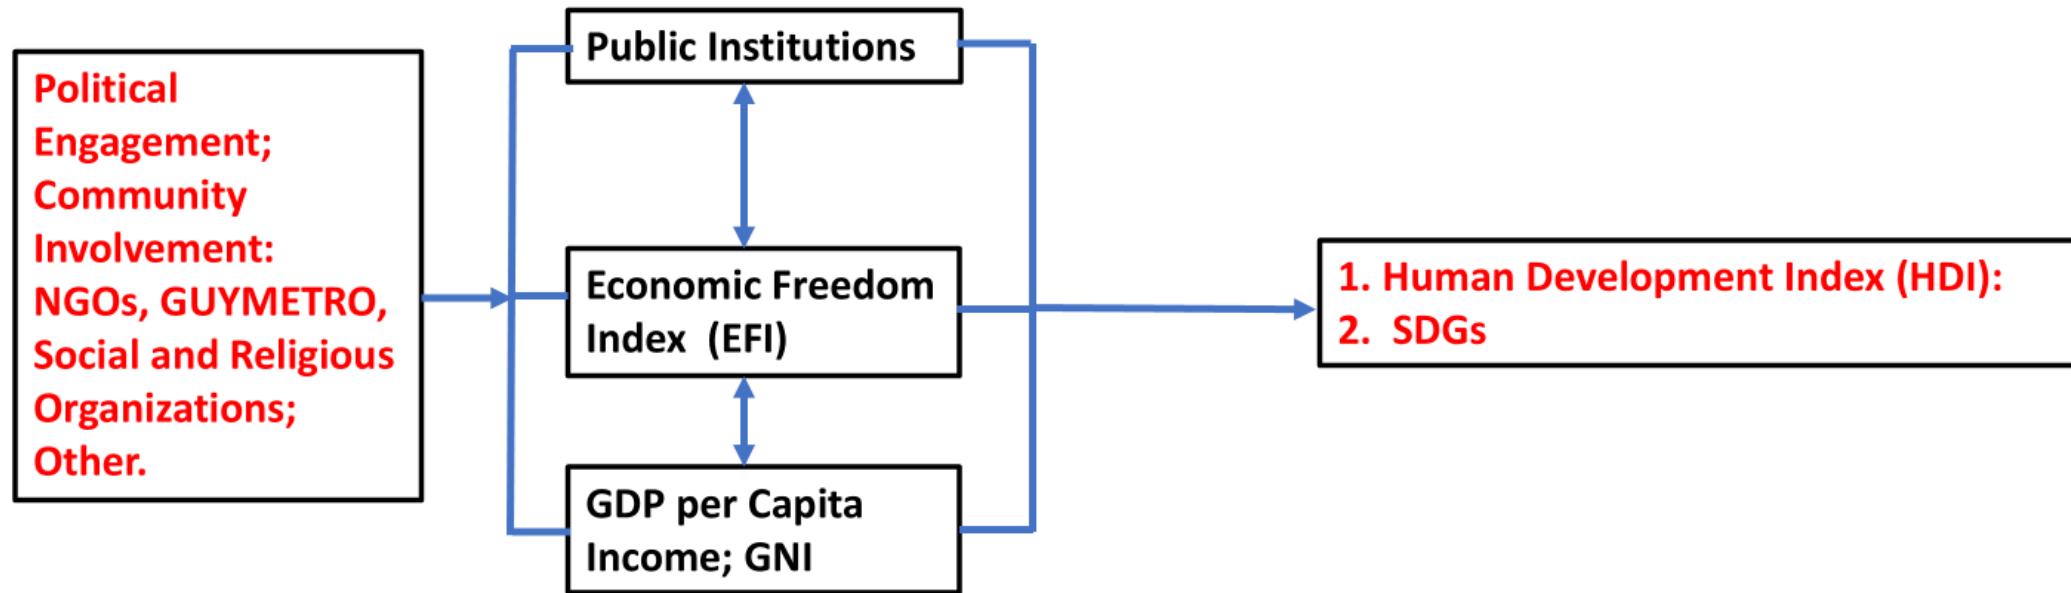 Political
Engagement;
Community
Involvement:
NGOs, GUYMETRO,
Social and Religious
Organizations;
Other.
Public Institutions
Economic Freedom
Index (EFI)
GDP per Capita
Income; GNI
1. Human Development Index (HDI):
2. SDGs